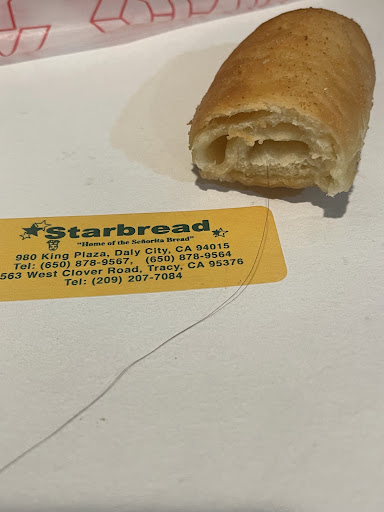 Starbread
"Home of the Señorita Bread"
980 King Plaza, Daly City, CA 94015
Tel: (650) 878-9567, (650) 878-9564
563 West Clover Road, Tracy, CA 95376
Tel: (209) 207-7084